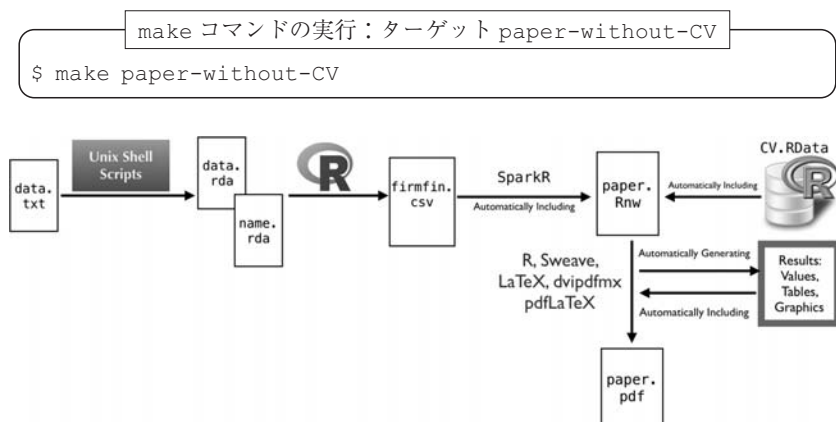 make コマンドの実行：ターゲット paper-without-CV
$ make paper-without-CV
data.
txt
Unix Shell
Scripts
data.
rda
name.
rda
R
firmfin.
csv
SparkR
Automatically Including
paper.
Rnw
Automatically Including
CV.RData
R
R, Sweave,
LaTeX, dvipdfmx
pdfLaTeX
Automatically Generating
Automatically Including
Results:
Values,
Tables,
Graphics
paper.
pdf